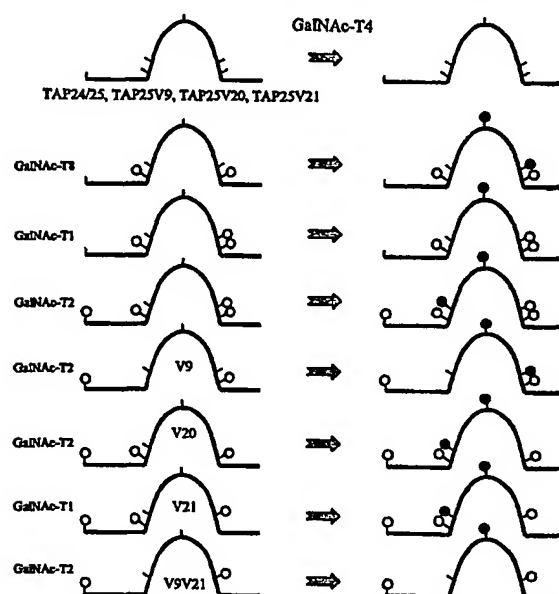 GalNAc-T4
TAP24/25, TAP25V9, TAP25V20, TAP25V21
GalNAc-T3
GalNAc-T1
GalNAc-T2
GalNAc-T2 V9
GalNAc-T2 V20
GalNAc-T1 V21
GalNAc-T2 V9V21